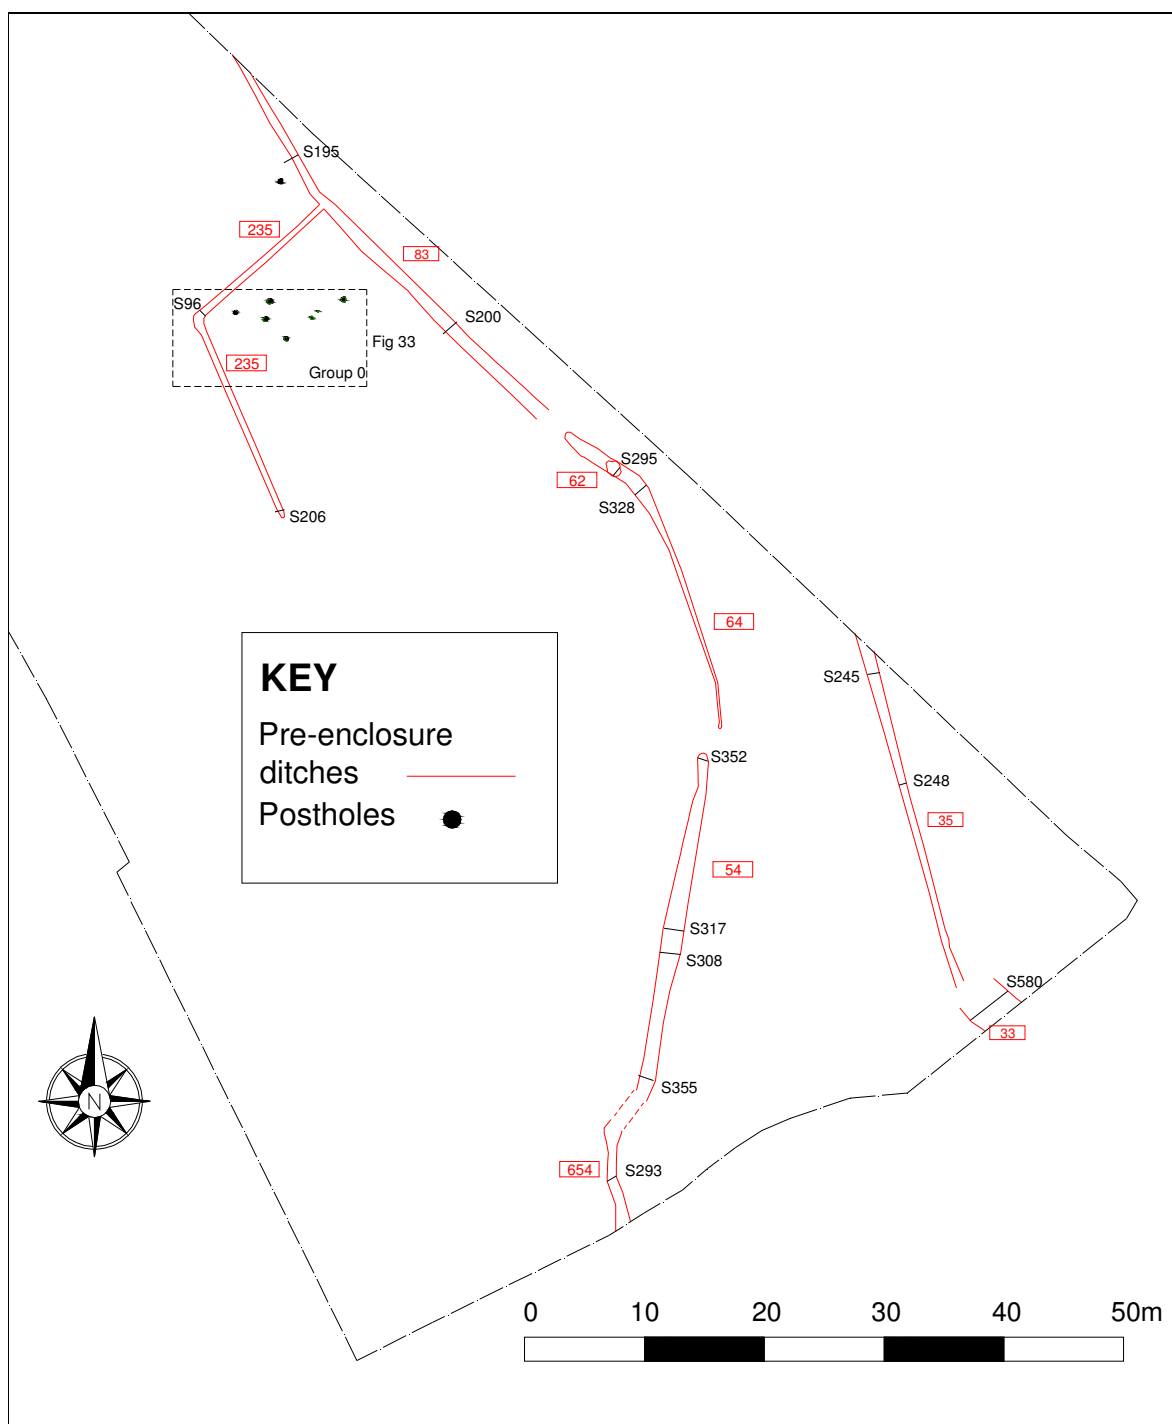 S195
235
83
S96
S200
Fig 33
235
Group 0
S295
62
S328
S206
64
KEY
Pre-enclosure
ditches
Postholes
S245
S352
S248
35
54
S317
S308
S580
33
N
S355
654
S293
0 10 20 30 40 50m